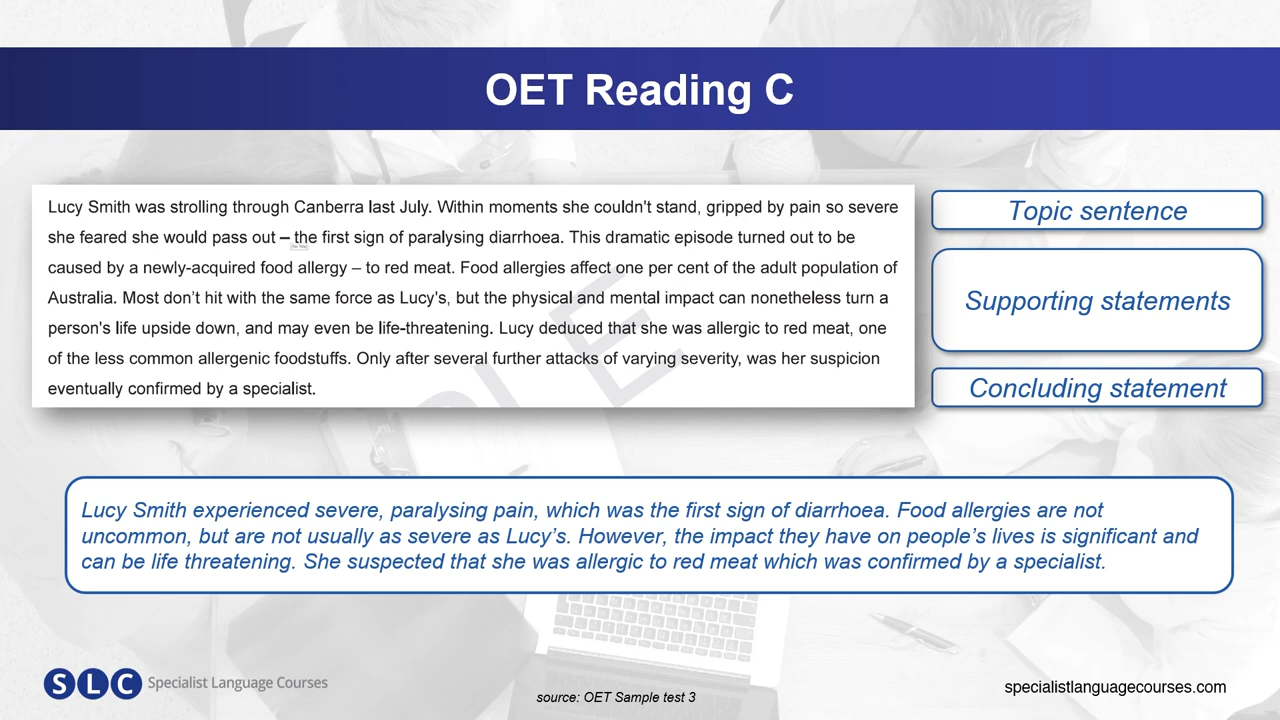 OET Reading C
Lucy Smith was strolling through Canberra last July. Within moments she couldn't stand, gripped by pain so severe
she feared she would pass out – the first sign of paralysing diarrhoea. This dramatic episode turned out to be
caused by a newly-acquired food allergy – to red meat. Food allergies affect one per cent of the adult population of
Australia. Most don’t hit with the same force as Lucy's, but the physical and mental impact can nonetheless turn a
person's life upside down, and may even be life-threatening. Lucy deduced that she was allergic to red meat, one
of the less common allergenic foodstuffs. Only after several further attacks of varying severity, was her suspicion
eventually confirmed by a specialist.
Topic sentence
Supporting statements
Concluding statement
Lucy Smith experienced severe, paralysing pain, which was the first sign of diarrhoea. Food allergies are not
uncommon, but are not usually as severe as Lucy’s. However, the impact they have on people’s lives is significant and
can be life threatening. She suspected that she was allergic to red meat which was confirmed by a specialist.
SLC Specialist Language Courses
source: OET Sample test 3
specialistlanguagecourses.com